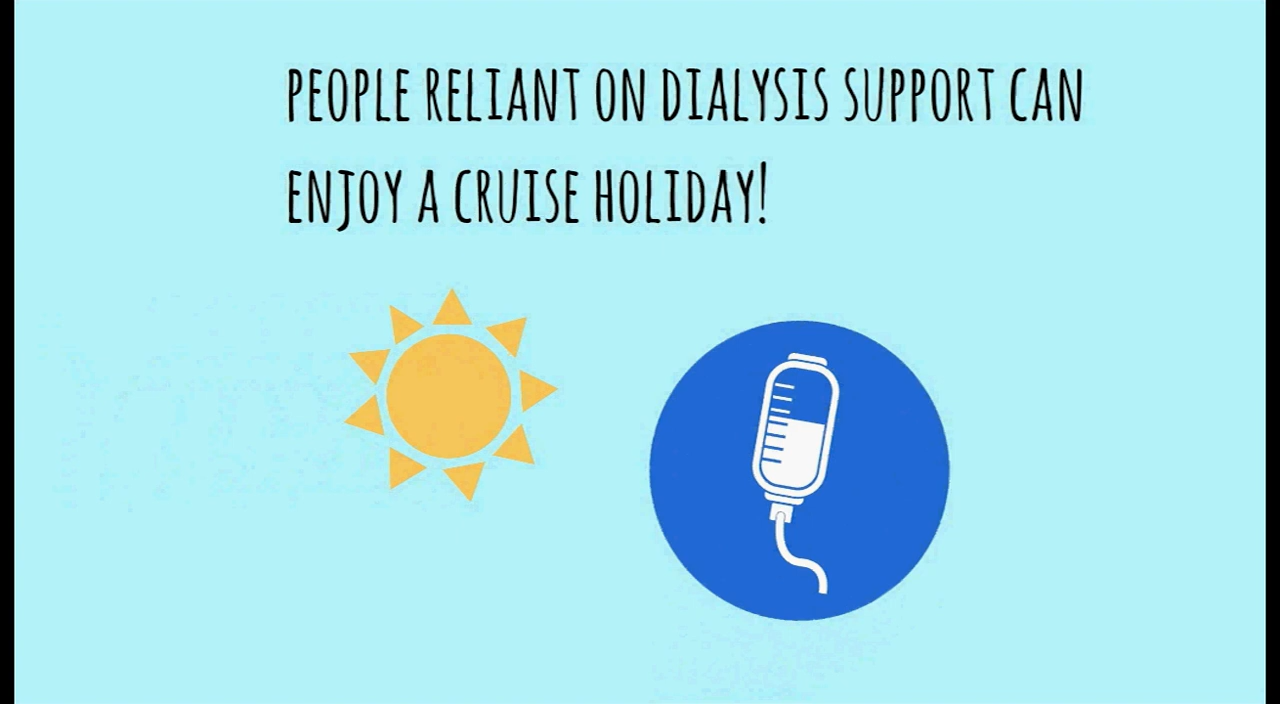 PEOPLE RELIANT ON DIALYSIS SUPPORT CAN
ENJOY A CRUISE HOLIDAY!